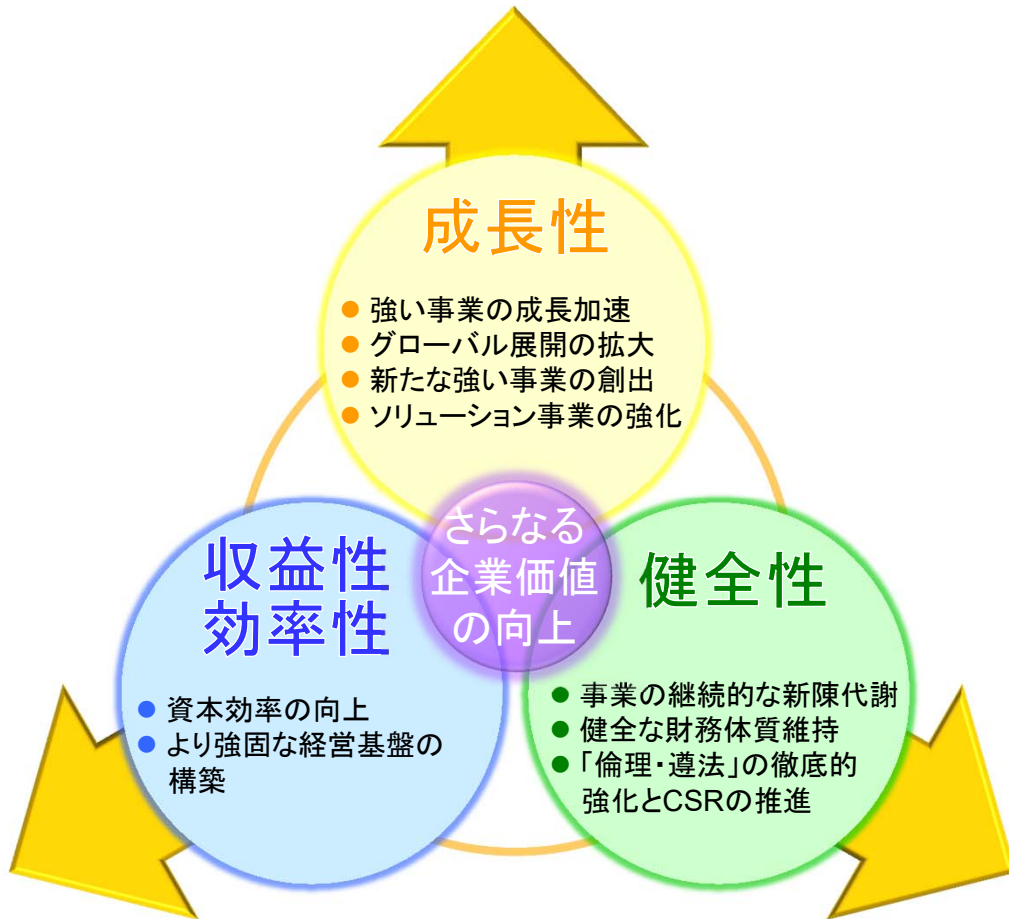 成長性
● 強い事業の成長加速
● グローバル展開の拡大
● 新たな強い事業の創出
● ソリューション事業の強化
さらなる
企業価値
の向上
収益性
効率性
● 資本効率の向上
● より強固な経営基盤の
構築
健全性
● 事業の継続的な新陳代謝
● 健全な財務体質維持
● 「倫理・遵法」の徹底的
強化とCSRの推進